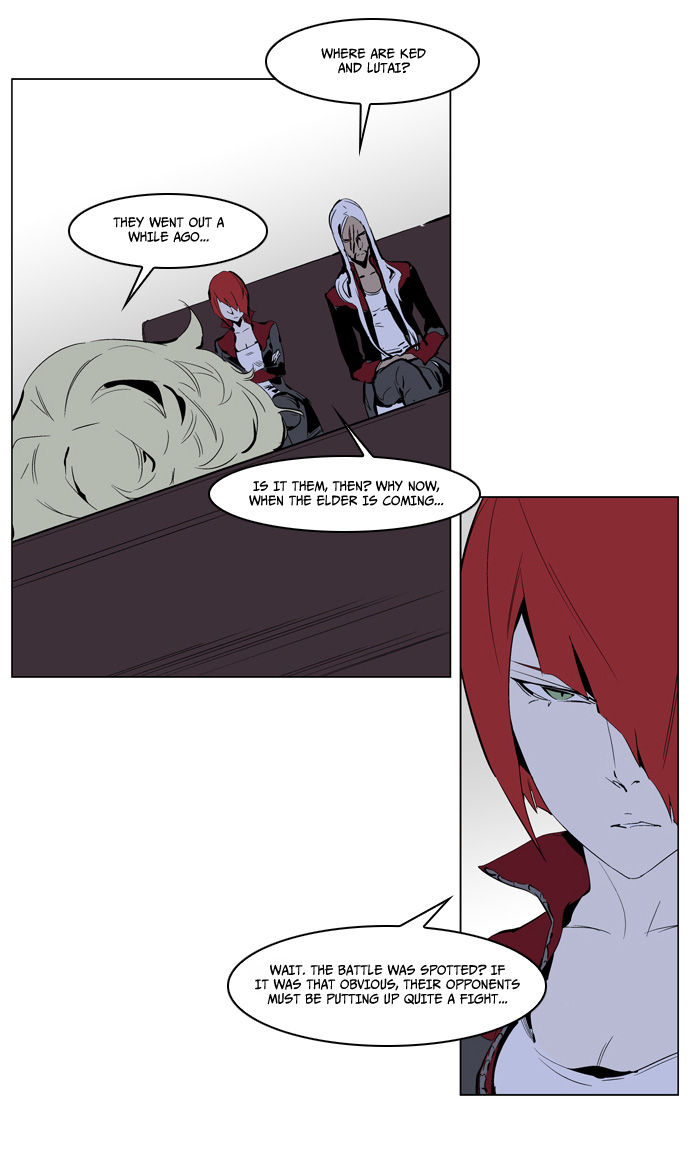 WHERE ARE KED
AND LUTAI?
THEY WENT OUT A
WHILE AGO...
IS IT THEM, THEN? WHY NOW,
WHEN THE ELDER IS COMING...
WAIT. THE BATTLE WAS SPOTTED? IF
IT WAS THAT OBVIOUS, THEIR OPPONENTS
MUST BE PUTTING UP QUITE A FIGHT...